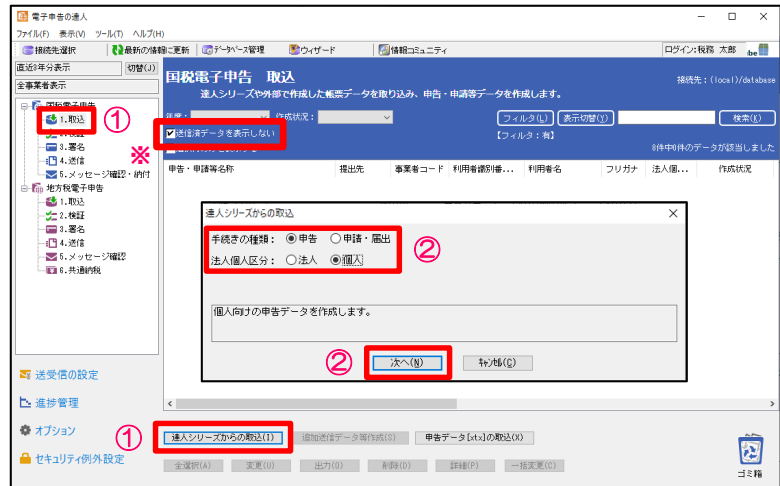 電子申告の達人
ファイル(F) 表示(V) ツール(T) ヘルプ(H)
接続先選択 最新の情報に更新 データベース管理 ウィザード 情報コミュニティ ログイン:税務 太郎 .be
直近3年分表示 切替(J)
全事業者表示
国税電子申告
1.取込 ①
3.署名 ※
4.送信
5.メッセージ確認・納付
地方税電子申告
1.取込
2.検証
3.署名
4.送信
5.メッセージ確認
6.共通納税
送受信の設定
進捗管理
オプション
セキュリティ例外設定
国税電子申告 取込 接続先:(local)/database
達人シリーズや外部で作成した帳票データを取り込み、申告・申請等データを作成します。
年度: 作成状況: フィルタ(L) 表示切替(Y) 検索(K)
送信済データを表示しない 【フィルタ:有】
8件中0件のデータが該当しました
申告・申請等名称 提出先 事業者コード 利用者識別番... 利用者名 フリガナ 法人個... 作成状況
達人シリーズからの取込
手続きの種類: 申告 申請・届出 ②
法人個人区分: 法人 個人
個人向けの申告データを作成します。
② 次へ(N) キャンセル(C)
① 達人シリーズからの取込(I) 追加送信データ等作成(S) 申告データ[xtx]の取込(X)
全選択(A) 変更(U) 出力(O) 削除(D) 詳細(P) 一括変更(C)
ゴミ箱